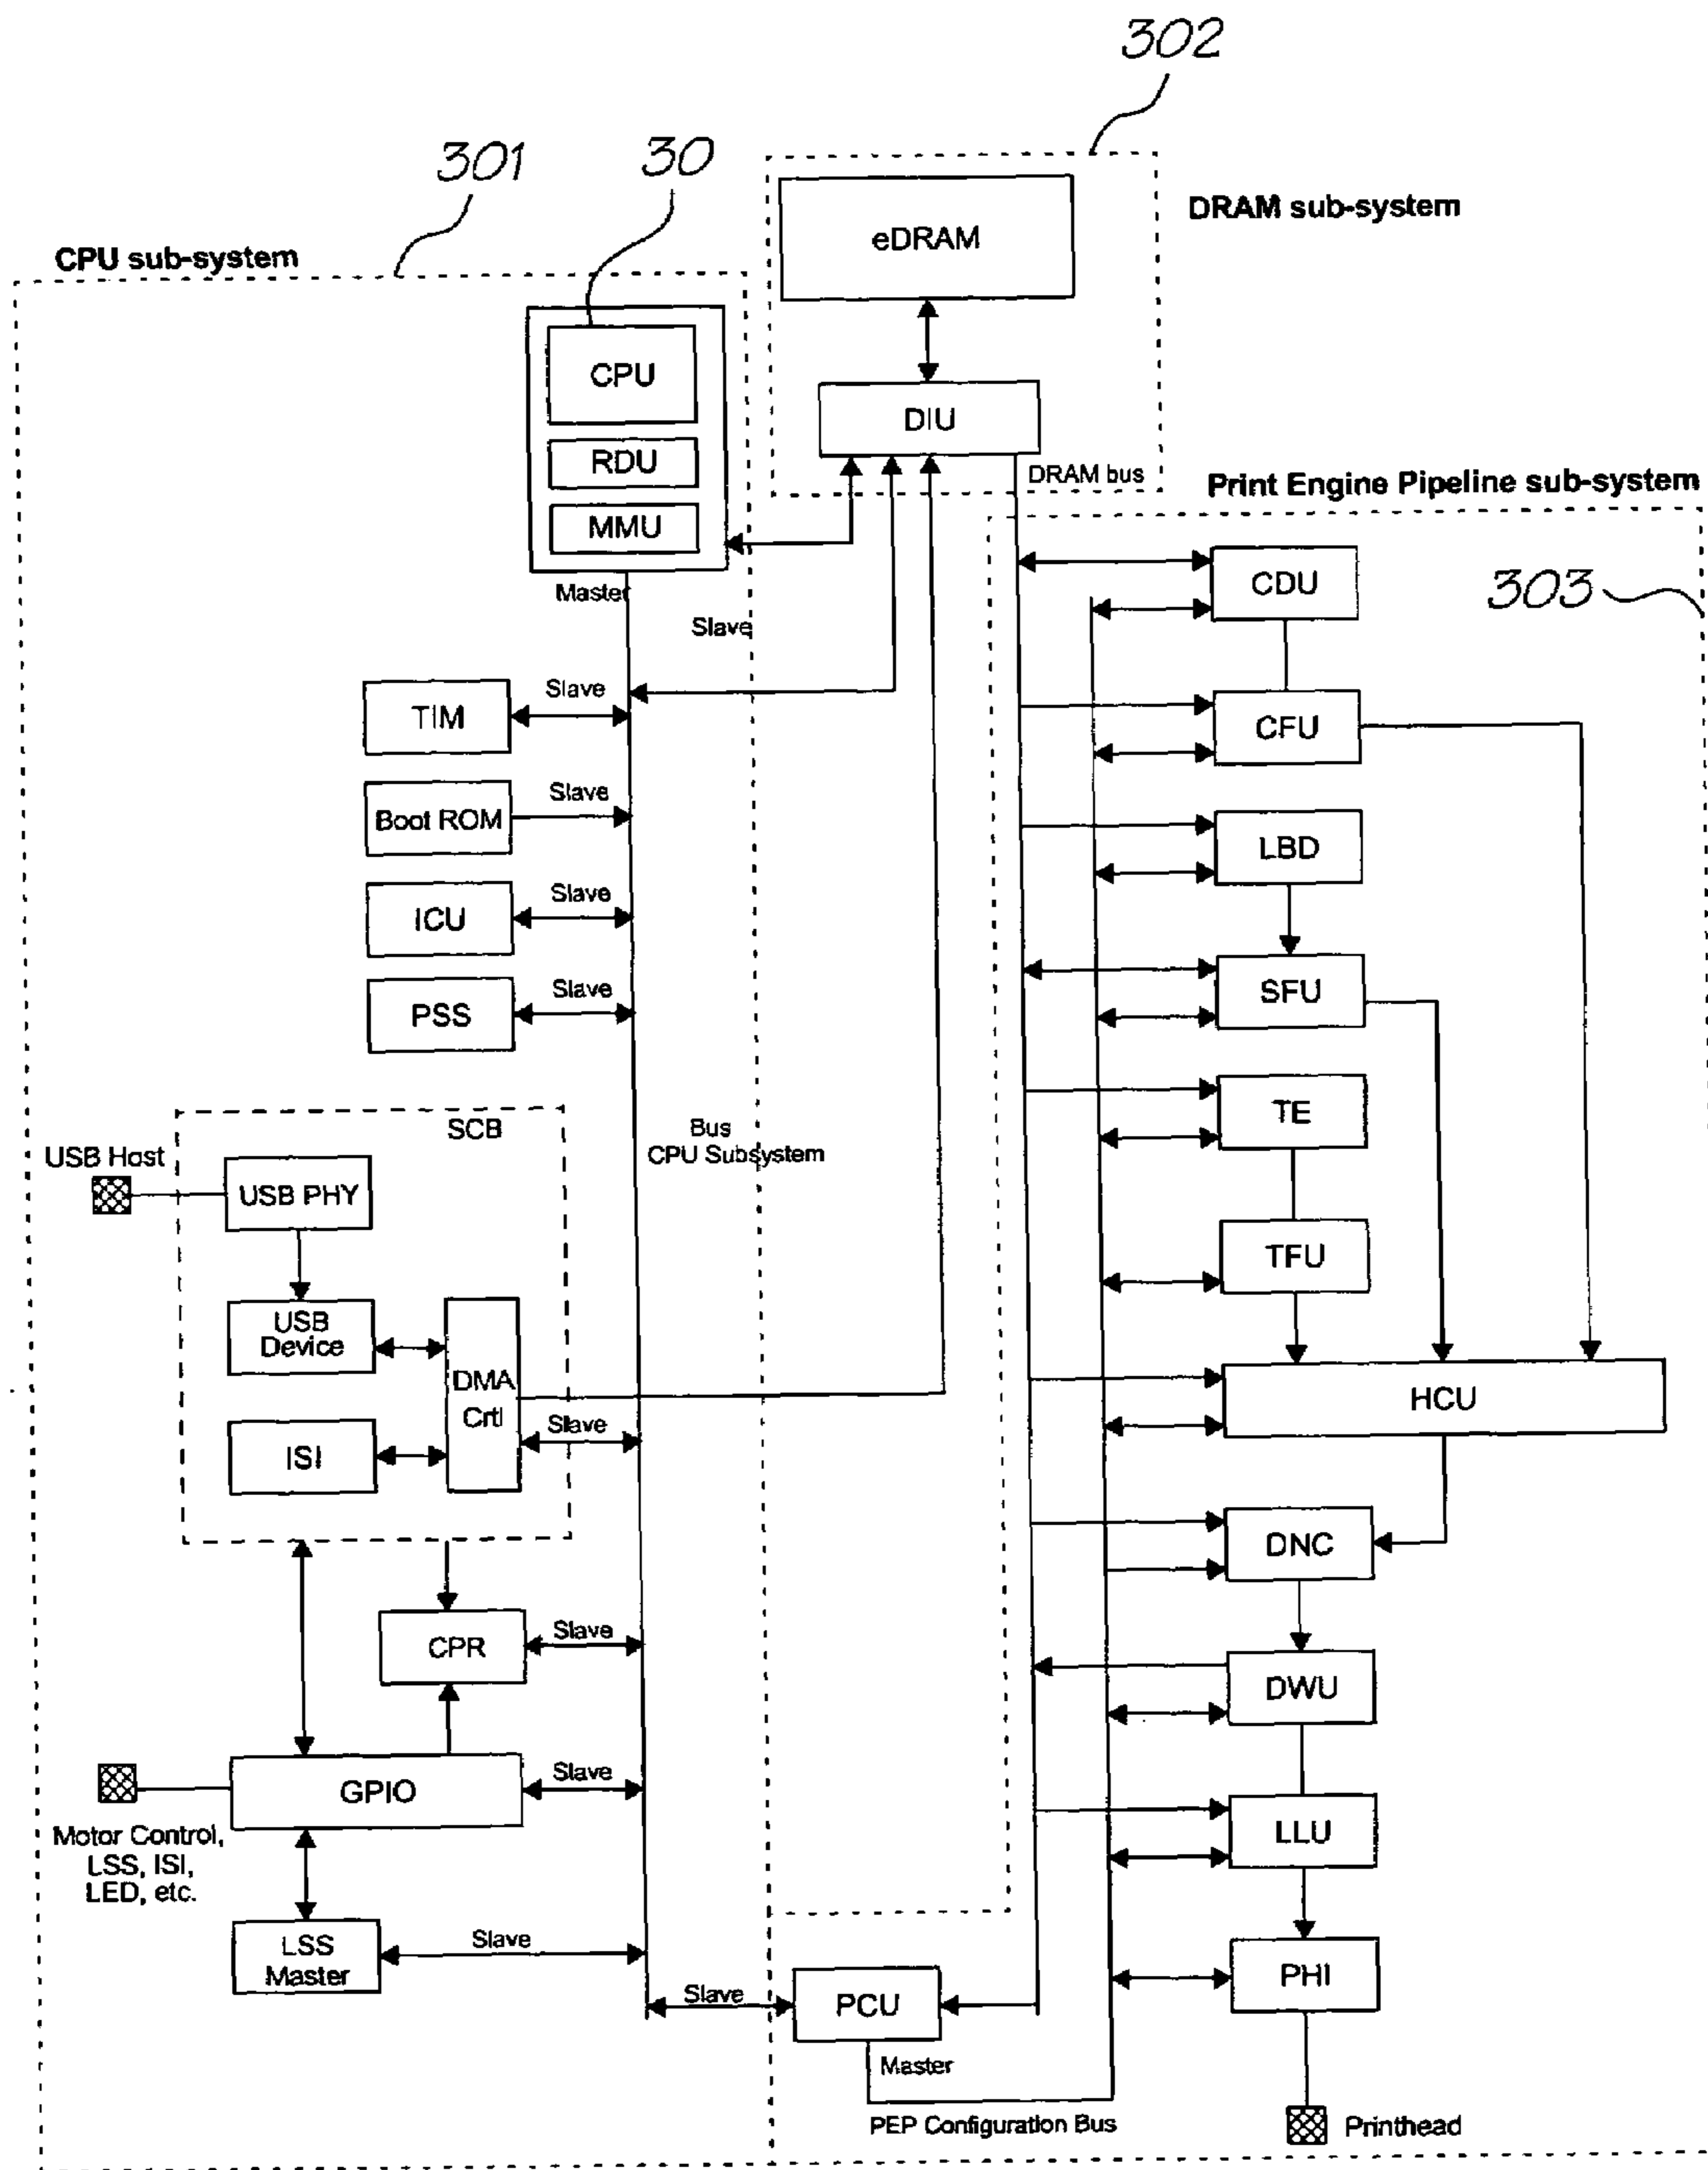 302
301
30
DRAM sub-system
CPU sub-system
eDRAM
CPU
DIU
RDU
DRAM bus
Print Engine Pipeline sub-system
MMU
CDU
303
Master
Slave
Slave
TIM
CFU
Slave
Boot ROM
LBD
Slave
ICU
Slave
PSS
SFU
TE
SCB
Bus
CPU Subsystem
USB Host
USB PHY
TFU
USB
Device
DMA
Crtl
Slave
HCU
ISI
DNC
CPR
Slave
DWU
GPIO
Slave
Motor Control,
LSS, ISI,
LED, etc.
LLU
LSS
Master
Slave
PHI
Slave
PCU
Master
PEP Configuration Bus
Printhead